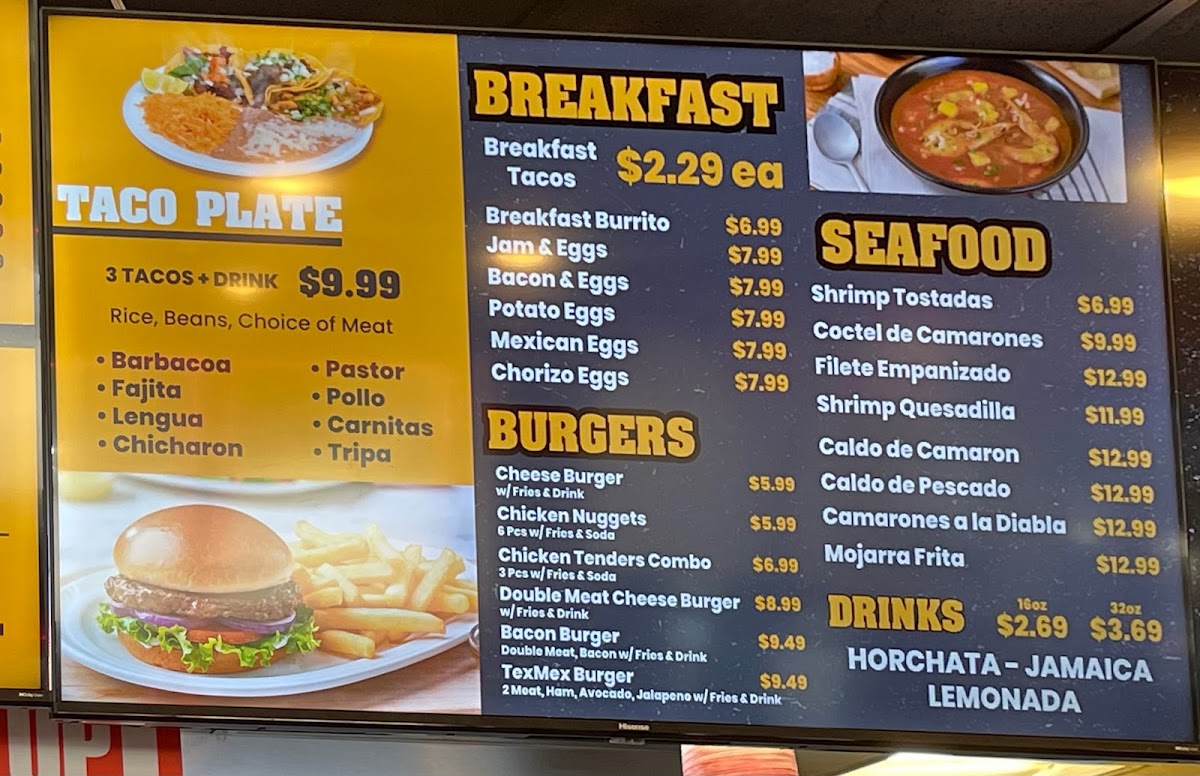 TACO PLATE
3 TACOS + DRINK $9.99
Rice, Beans, Choice of Meat
• Barbacoa
• Fajita
• Lengua
• Chicharon
• Pastor
• Pollo
• Carnitas
• Tripa
BREAKFAST
Breakfast
Tacos $2.29 ea
Breakfast Burrito $6.99
Jam & Eggs $7.99
Bacon & Eggs $7.99
Potato Eggs $7.99
Mexican Eggs $7.99
Chorizo Eggs $7.99
BURGERS
Cheese Burger $5.99
w/ Fries & Drink
Chicken Nuggets $5.99
6 Pcs w/ Fries & Soda
Chicken Tenders Combo $6.99
3 Pcs w/ Fries & Soda
Double Meat Cheese Burger $8.99
w/ Fries & Drink
Bacon Burger $9.49
Double Meat, Bacon w/ Fries & Drink
TexMex Burger $9.49
2 Meat, Ham, Avocado, Jalapeno w/ Fries & Drink
SEAFOOD
Shrimp Tostadas $6.99
Coctel de Camarones $9.99
Filete Empanizado $12.99
Shrimp Quesadilla $11.99
Caldo de Camaron $12.99
Caldo de Pescado $12.99
Camarones a la Diabla $12.99
Mojarra Frita $12.99
16oz 32oz
DRINKS $2.69 $3.69
HORCHATA - JAMAICA
LEMONADA
Hisense